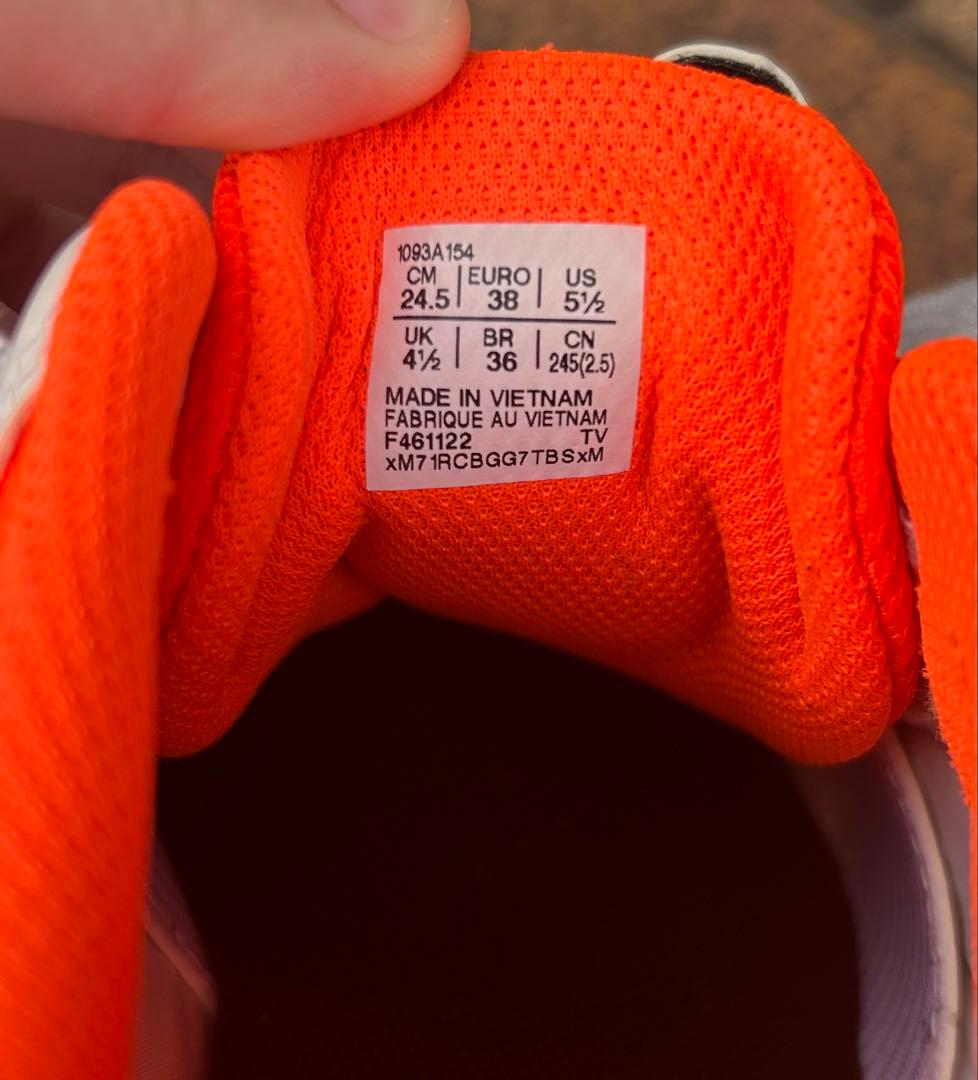 1093A154
CM | EURO | US
24.5 | 38 | 5½
UK | BR | CN
4½ | 36 | 245(2.5)
MADE IN VIETNAM
FABRIQUE AU VIETNAM
F461122 TV
xM71RCBGG7TBSxM